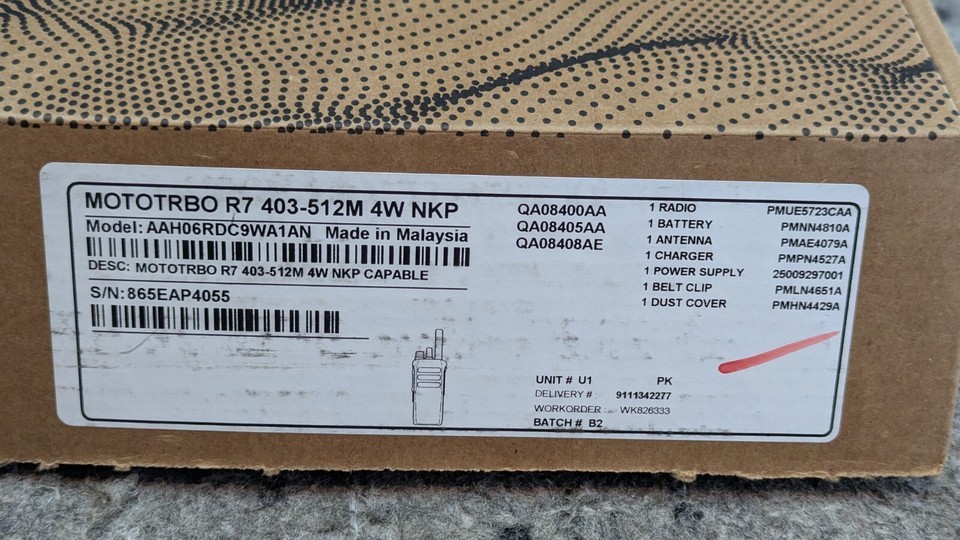 MOTOTRBO R7 403-512M 4W NKP
Model: AAH06RDC9WA1AN Made in Malaysia
DESC: MOTOTRBO R7 403-512M 4W NKP CAPABLE
S/N: 865EAP4055
QA08400AA
QA08405AA
QA08408AE
1 RADIO PMUE5723CAA
1 BATTERY PMNN4810A
1 ANTENNA PMAE4079A
1 CHARGER PMPN4527A
1 POWER SUPPLY 25009297001
1 BELT CLIP PMLN4651A
1 DUST COVER PMHN4429A
UNIT # U1 PK
DELIVERY # 9111342277
WORKORDER : WK826333
BATCH # B2